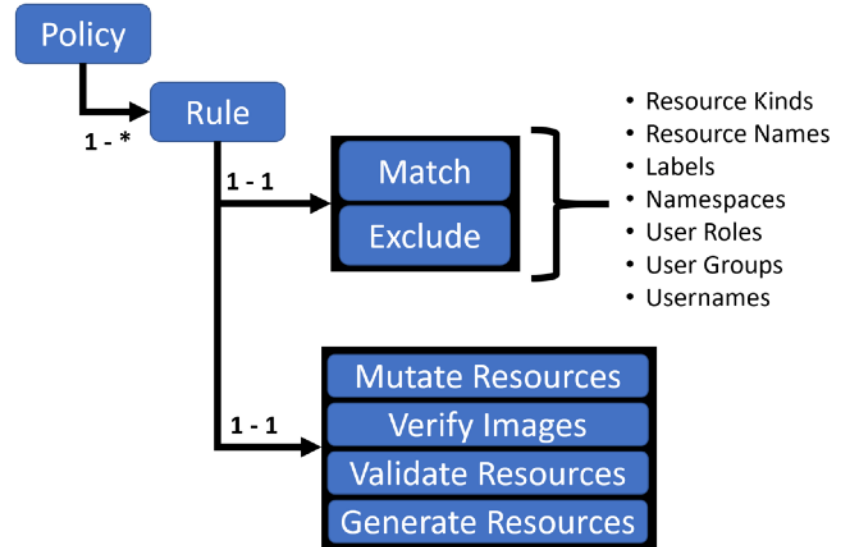 Policy
1 - *
Rule
1 - 1
Match
Exclude
• Resource Kinds
• Resource Names
• Labels
• Namespaces
• User Roles
• User Groups
• Usernames
1 - 1
Mutate Resources
Verify Images
Validate Resources
Generate Resources